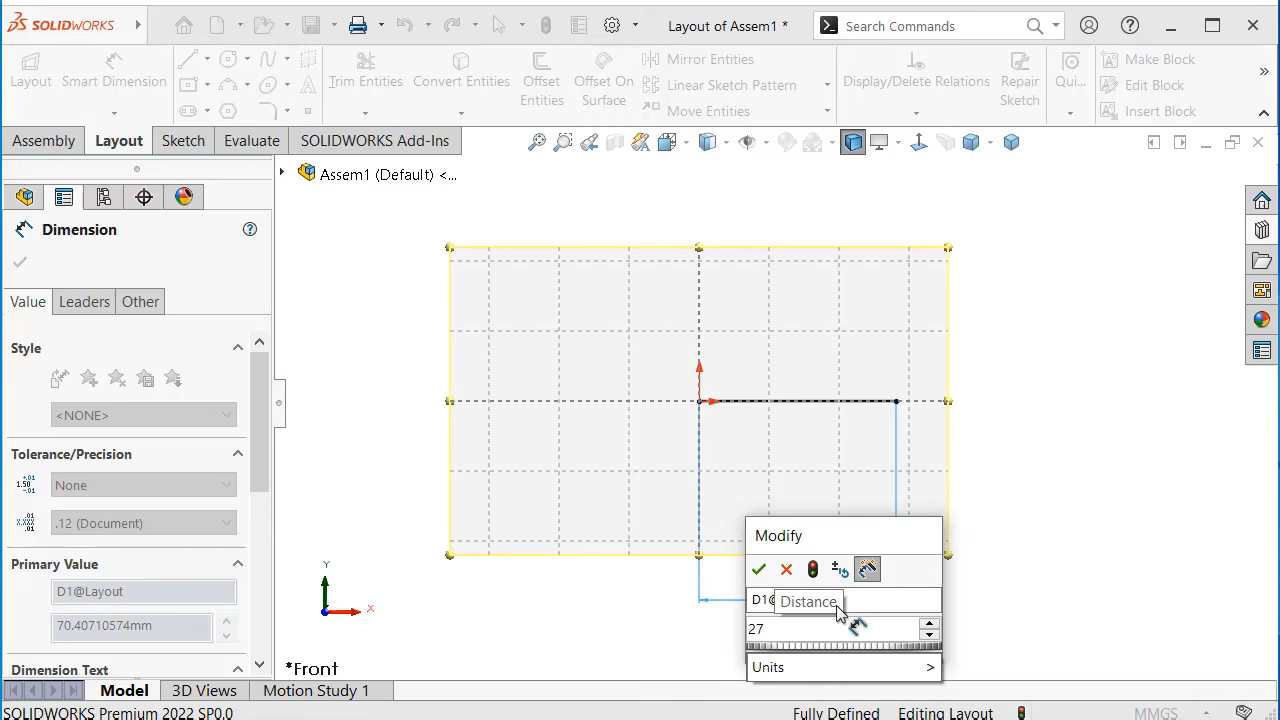 SOLIDWORKS
Layout of Assem1 *
Search Commands
Layout
Smart Dimension
Trim Entities
Convert Entities
Offset Entities
Offset On Surface
Mirror Entities
Linear Sketch Pattern
Move Entities
Display/Delete Relations
Repair Sketch
Qui...
Make Block
Edit Block
Insert Block
Assembly
Layout
Sketch
Evaluate
SOLIDWORKS Add-Ins
Assem1 (Default) <...
Dimension
Value
Leaders
Other
Style
<NONE>
Tolerance/Precision
None
.12 (Document)
Primary Value
D1@Layout
70.40710574mm
Dimension Text
Y
X
*Front
Modify
D1@
Distance
27
Units
>
Model
3D Views
Motion Study 1
SOLIDWORKS Premium 2022 SP0.0
Fully Defined
Editing Layout
MMGS